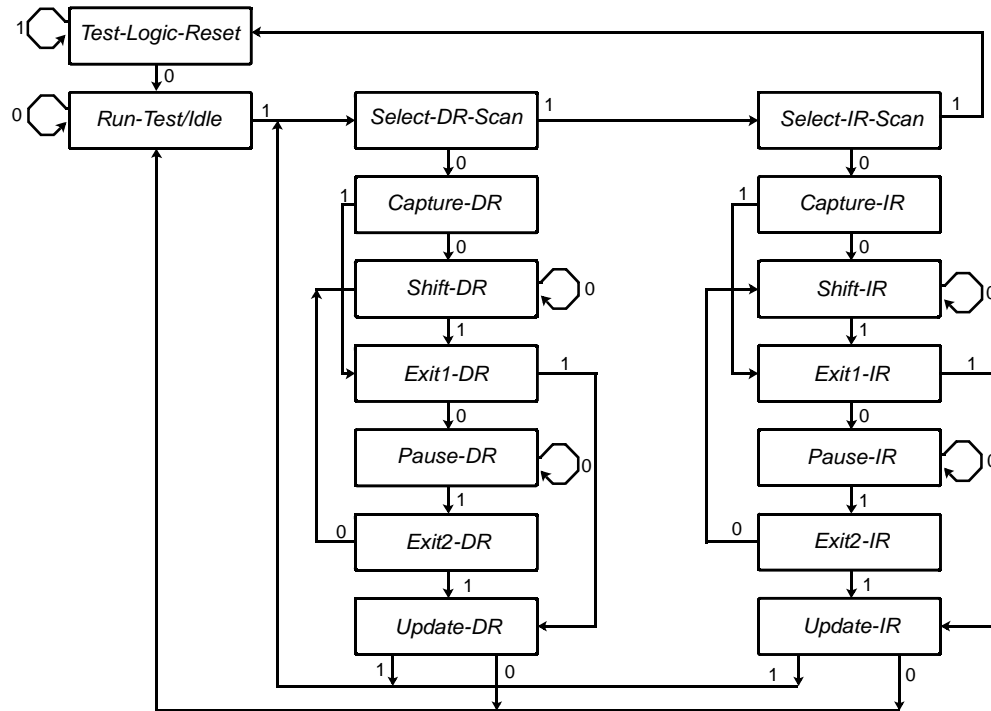 1
Test-Logic-Reset
0
0
Run-Test/Idle
1
Select-DR-Scan
1
Select-IR-Scan
1
0
0
1
Capture-DR
1
Capture-IR
0
0
Shift-DR
0
Shift-IR
0
1
1
Exit1-DR
1
Exit1-IR
1
0
0
Pause-DR
0
Pause-IR
0
1
1
0
Exit2-DR
0
Exit2-IR
1
1
Update-DR
Update-IR
1
0
1
0